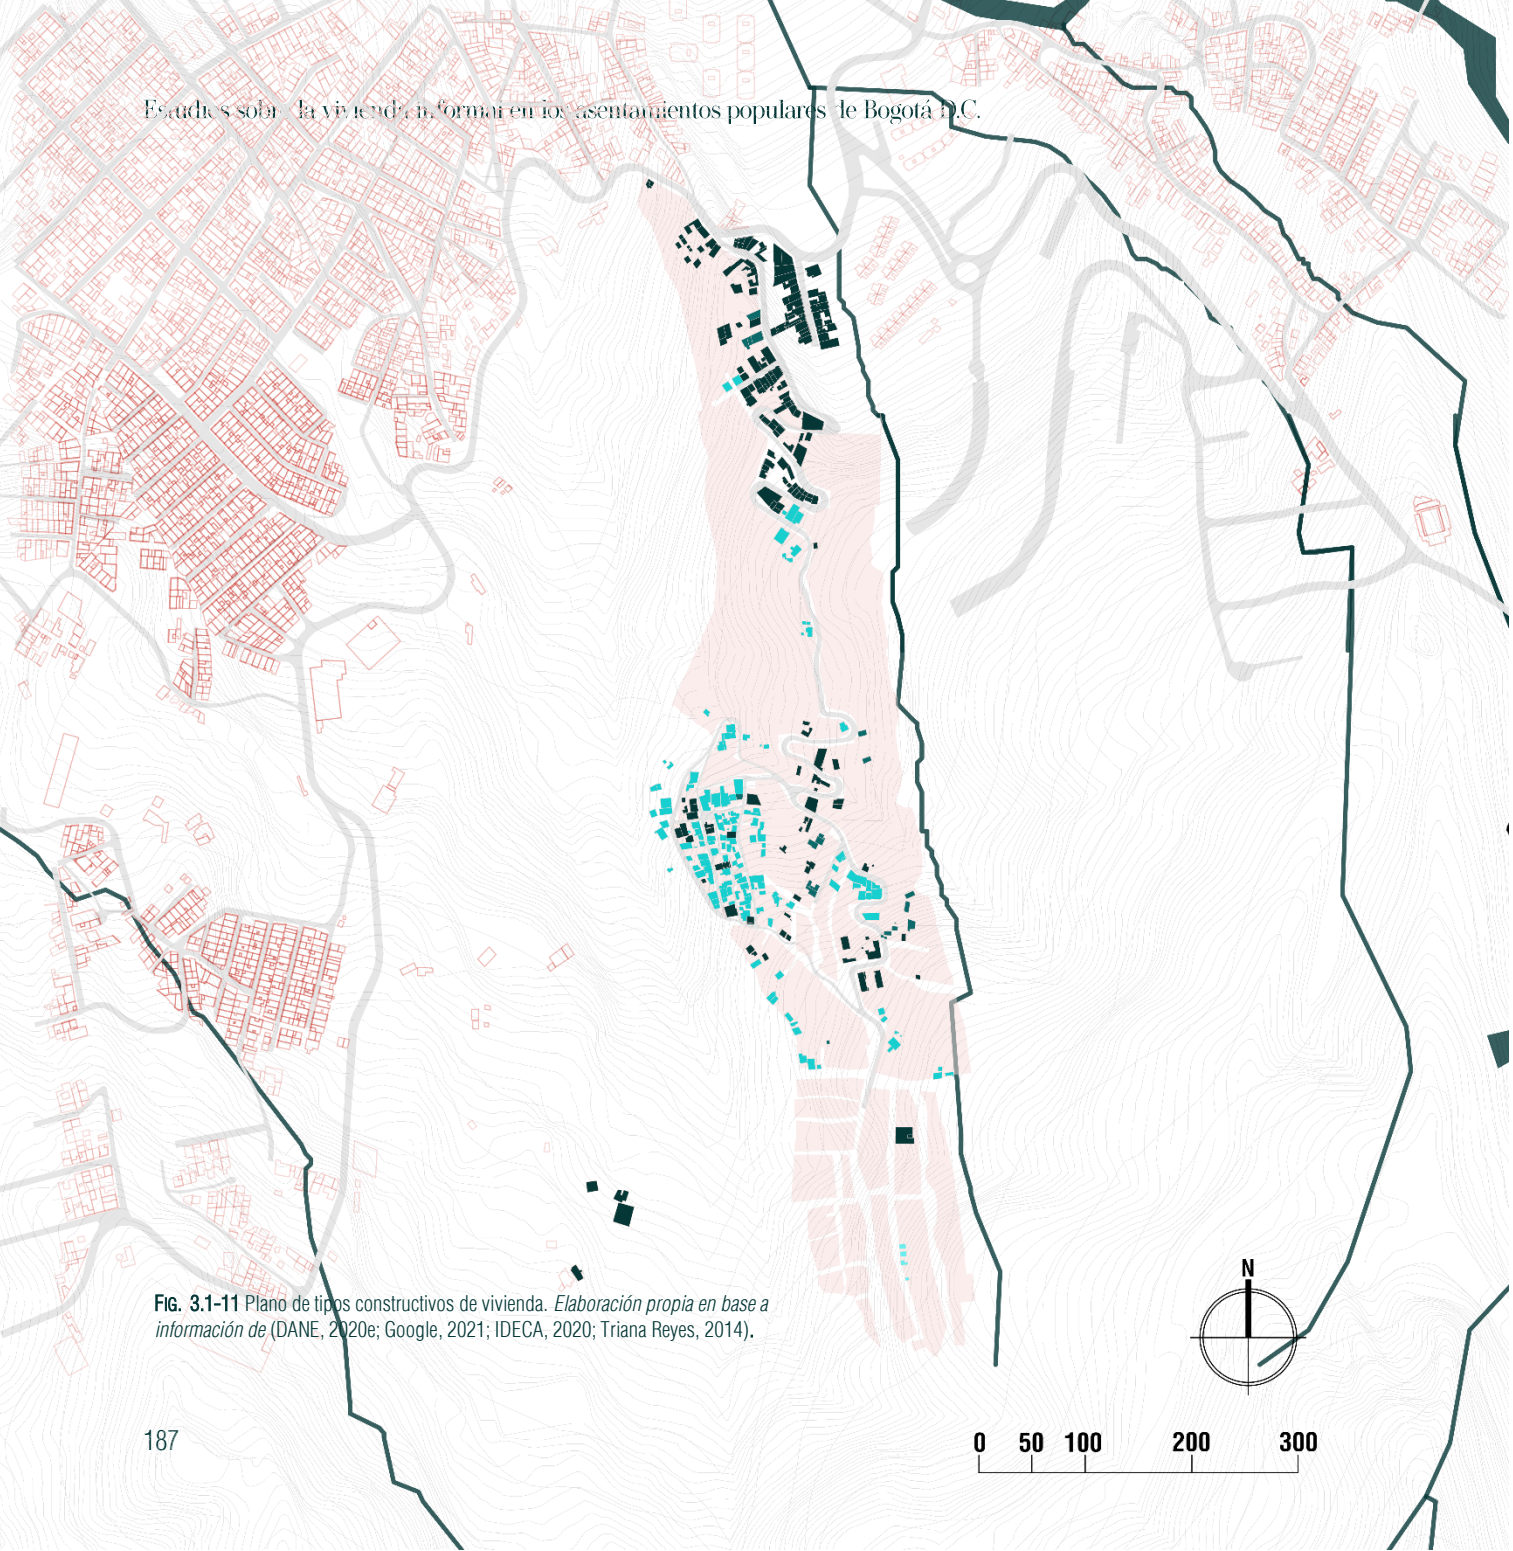 Estudios sobre la vivienda informal en los asentamientos populares de Bogotá D.C.
N
FIG. 3.1-11 Plano de tipos constructivos de vivienda. Elaboración propia en base a
información de (DANE, 2020e; Google, 2021; IDECA, 2020; Triana Reyes, 2014).
187
0 50 100 200 300